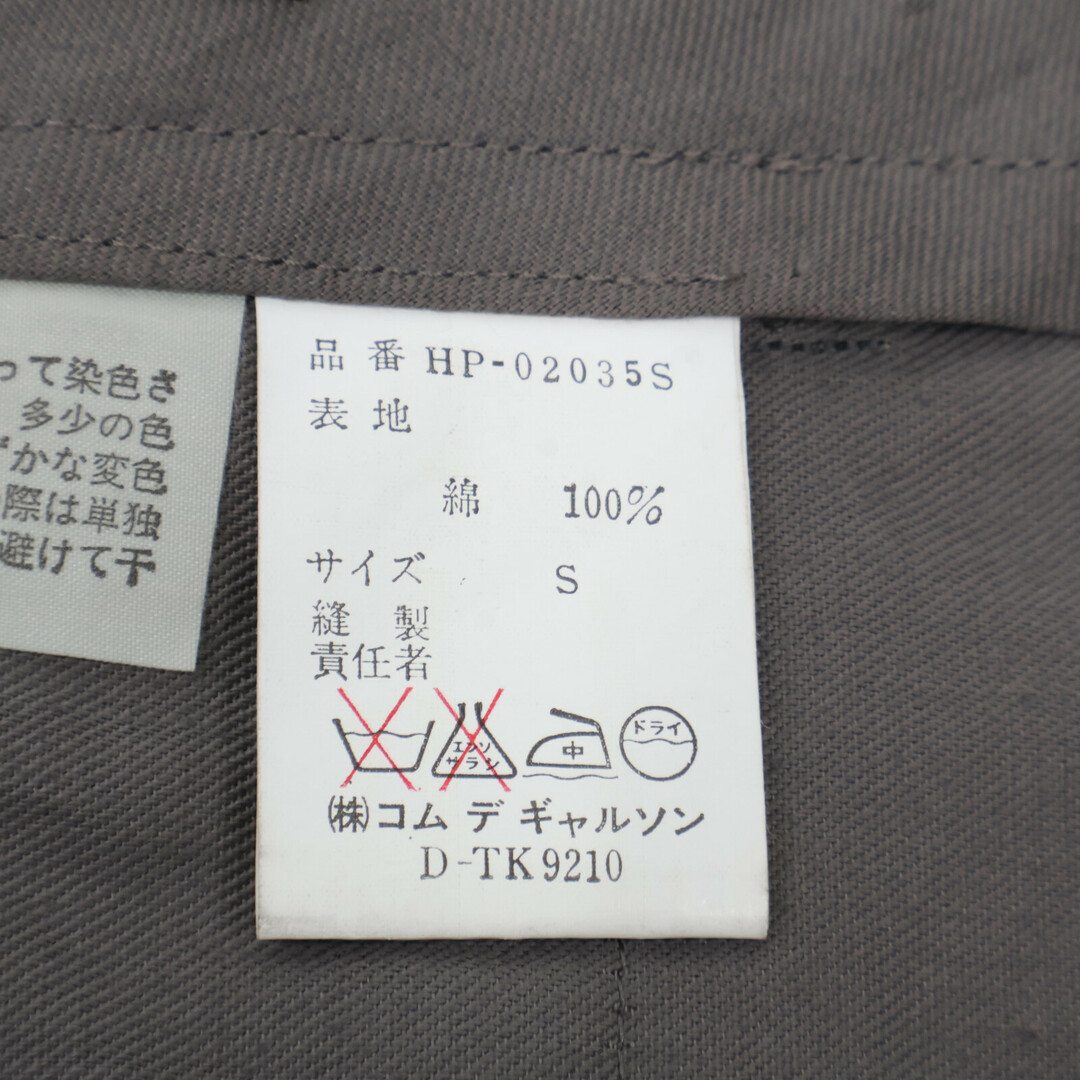 って染色さ
多少の色
ずかな変色
際は単独
避けて干
品番 HP-02035S
表地
綿 100%
サイズ S
縫製
責任者
エンソ
サラシ
中
ドライ
(株)コム デ ギャルソン
D-TK9210